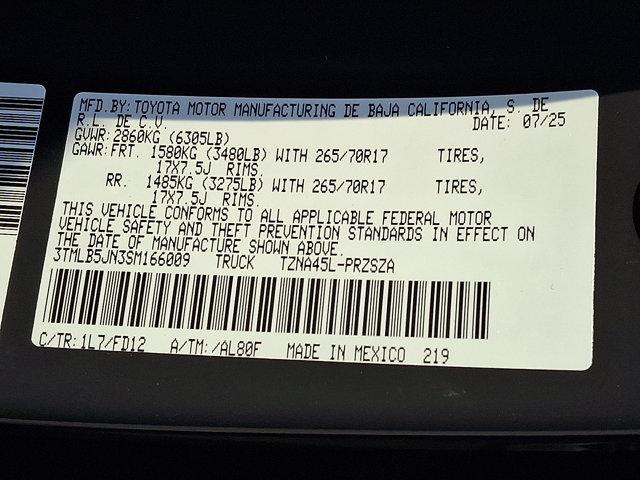 MFD.BY:TOYOTA MOTOR MANUFACTURING DE BAJA CALIFORNIA, S. DE
R.L. DE C.V. DATE: 07/25
GVWR:2860KG (6305LB)
GAWR:FRT. 1580KG (3480LB) WITH 265/70R17 TIRES,
17X7.5J RIMS.
RR. 1485KG (3275LB) WITH 265/70R17 TIRES,
17X7.5J RIMS.
THIS VEHICLE CONFORMS TO ALL APPLICABLE FEDERAL MOTOR
VEHICLE SAFETY AND THEFT PREVENTION STANDARDS IN EFFECT ON
THE DATE OF MANUFACTURE SHOWN ABOVE.
3TMLB5JN3SM166009 TRUCK TZNA45L-PRZSZA
C/TR:1L7/FD12 A/TM:/AL80F MADE IN MEXICO 219